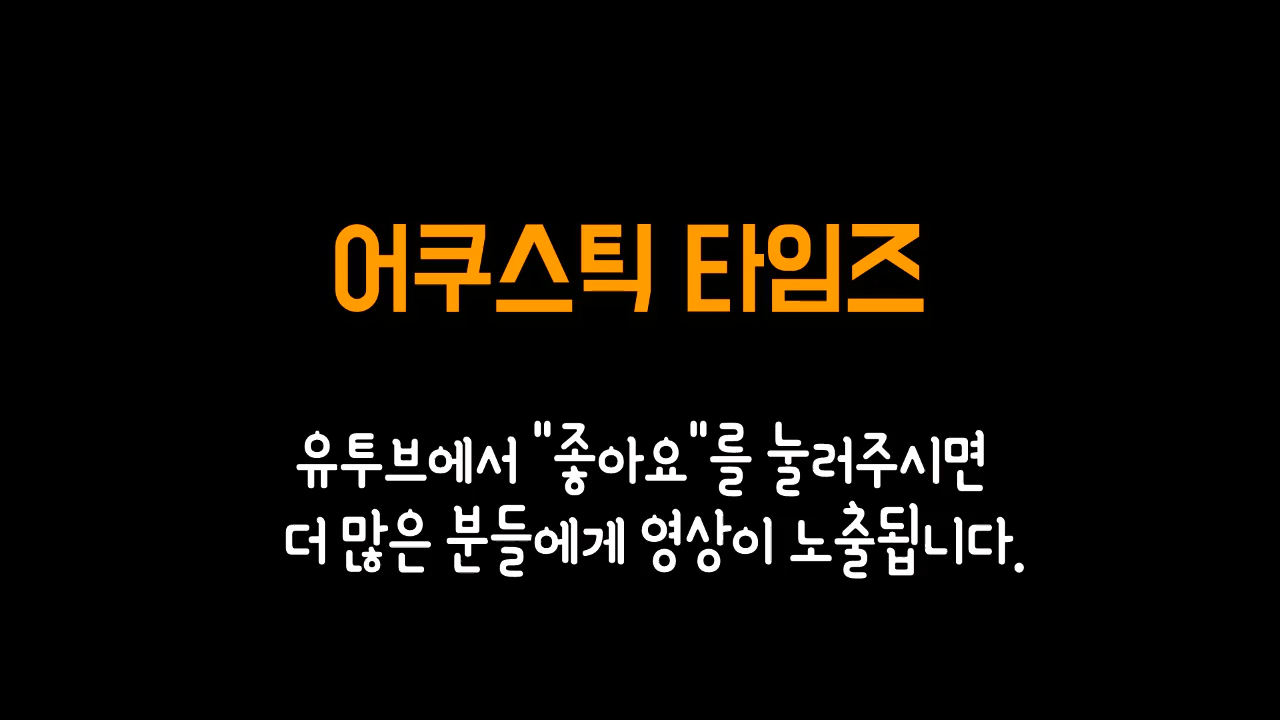 어쿠스틱 타임즈
유투브에서 "좋아요"를 눌러주시면
더 많은 분들에게 영상이 노출됩니다.